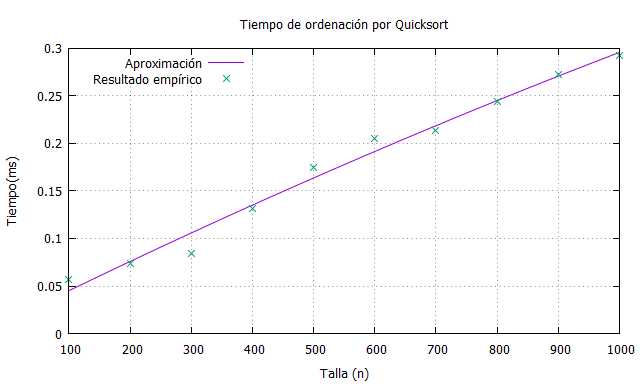 Tiempo de ordenación por Quicksort
Aproximación
Resultado empírico
0.3
0.25
0.2
0.15
0.1
0.05
0
Tiempo(ms)
100 200 300 400 500 600 700 800 900 1000
Talla (n)